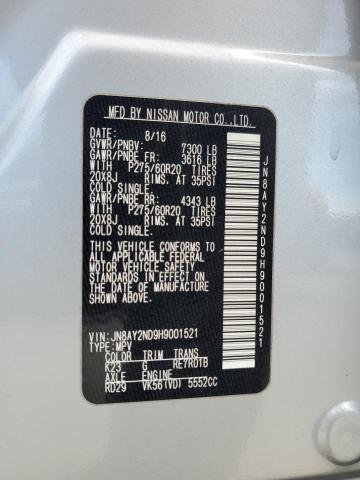 MFD BY NISSAN MOTOR CO.,LTD.
DATE: 8/16
GVWR/PNBV: 7300 LB
GAWR/PNBE FR: 3616 LB
WITH P275/60R20 TIRES
20X8J RIMS. AT 35PSI
COLD SINGLE.
GAWR/PNBE RR: 4343 LB
WITH P275/60R20 TIRES
20X8J RIMS. AT 35PSI
COLD SINGLE.
THIS VEHICLE CONFORMS TO
ALL APPLICABLE FEDERAL
MOTOR VEHICLE SAFETY
STANDARDS IN EFFECT ON
THE DATE OF MANUFACTURE
SHOWN ABOVE.
VIN: JN8AY2ND9H9001521
TYPE: MPV
COLOR TRIM TRANS
K23 G RE7R01B
AXLE ENGINE
RD29 VK56(VD) 5552CC
JN8AY2ND9H9001521